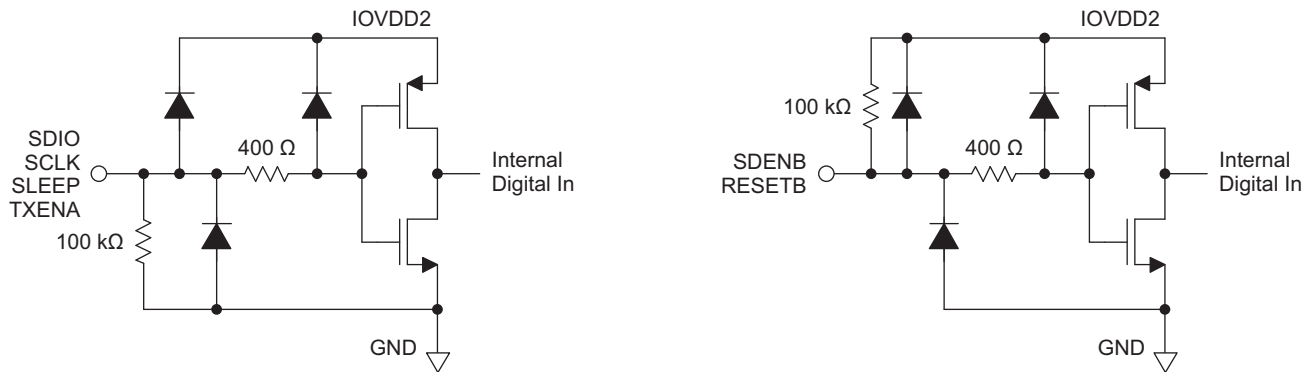 IOVDD2
SDIO
SCLK
SLEEP
TXENA
400 Ω
100 kΩ
Internal
Digital In
GND
IOVDD2
100 kΩ
SDENB
RESETB
400 Ω
Internal
Digital In
GND